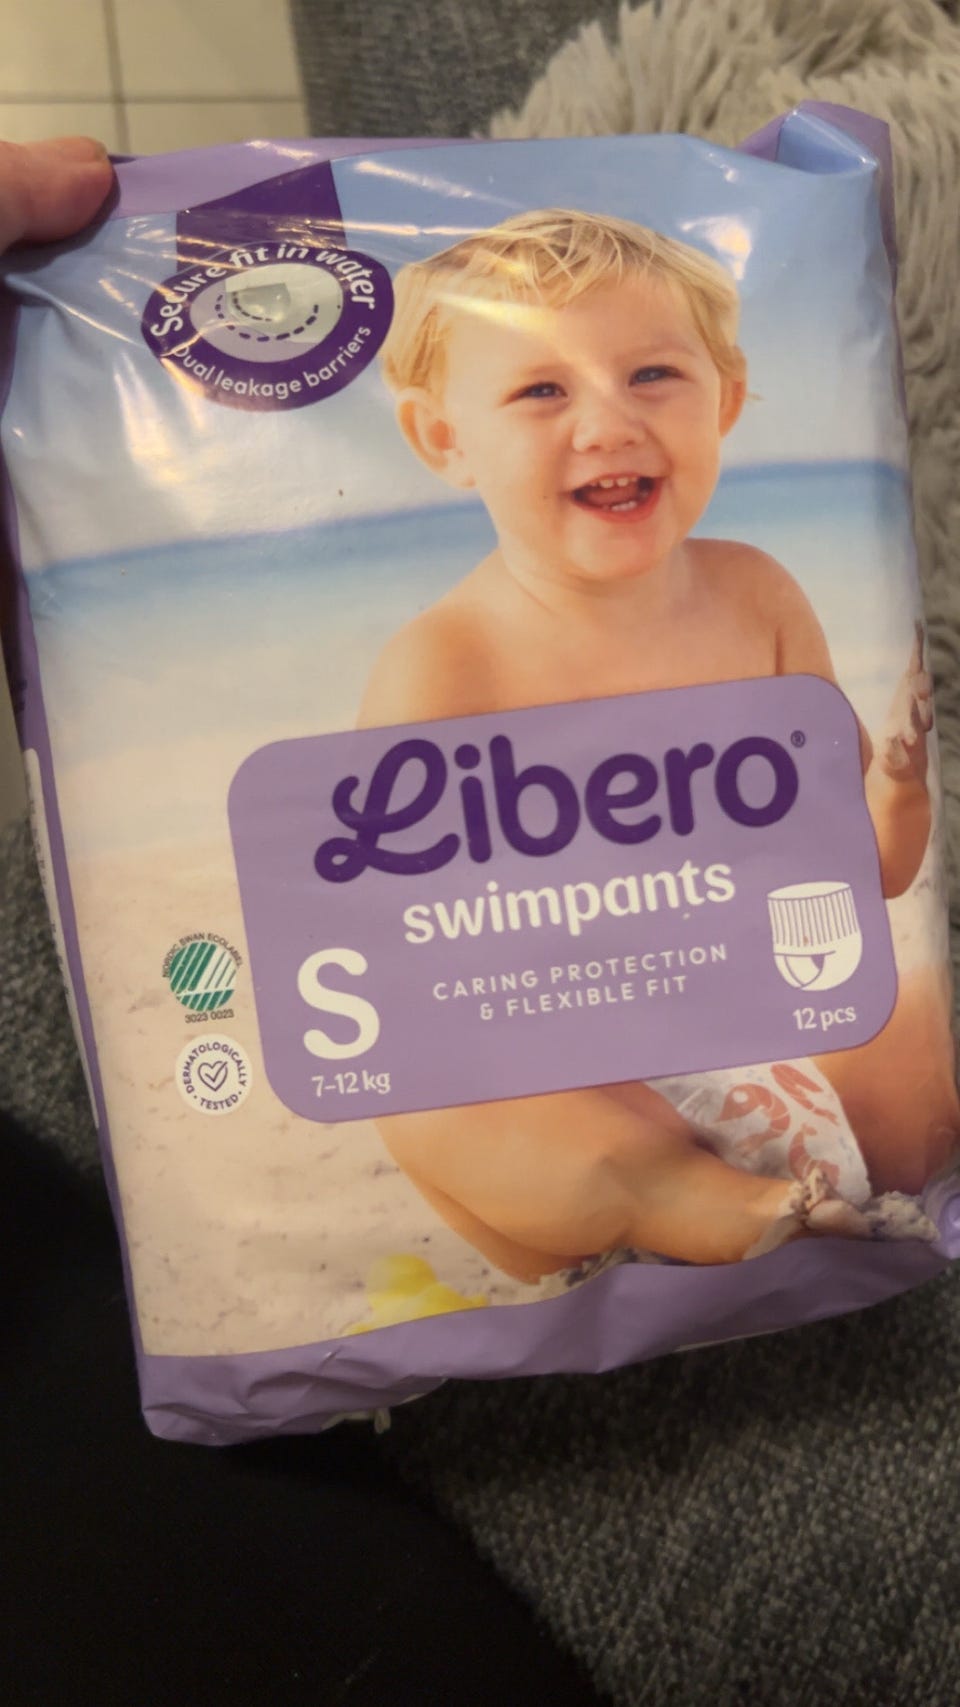 Secure fit in water
Dual leakage barriers
Libero®
swimpants
S
CARING PROTECTION
& FLEXIBLE FIT
7-12 kg
12 pcs
NORDIC SWAN ECOLABEL
3023 0023
DERMATOLOGICALLY
• TESTED •